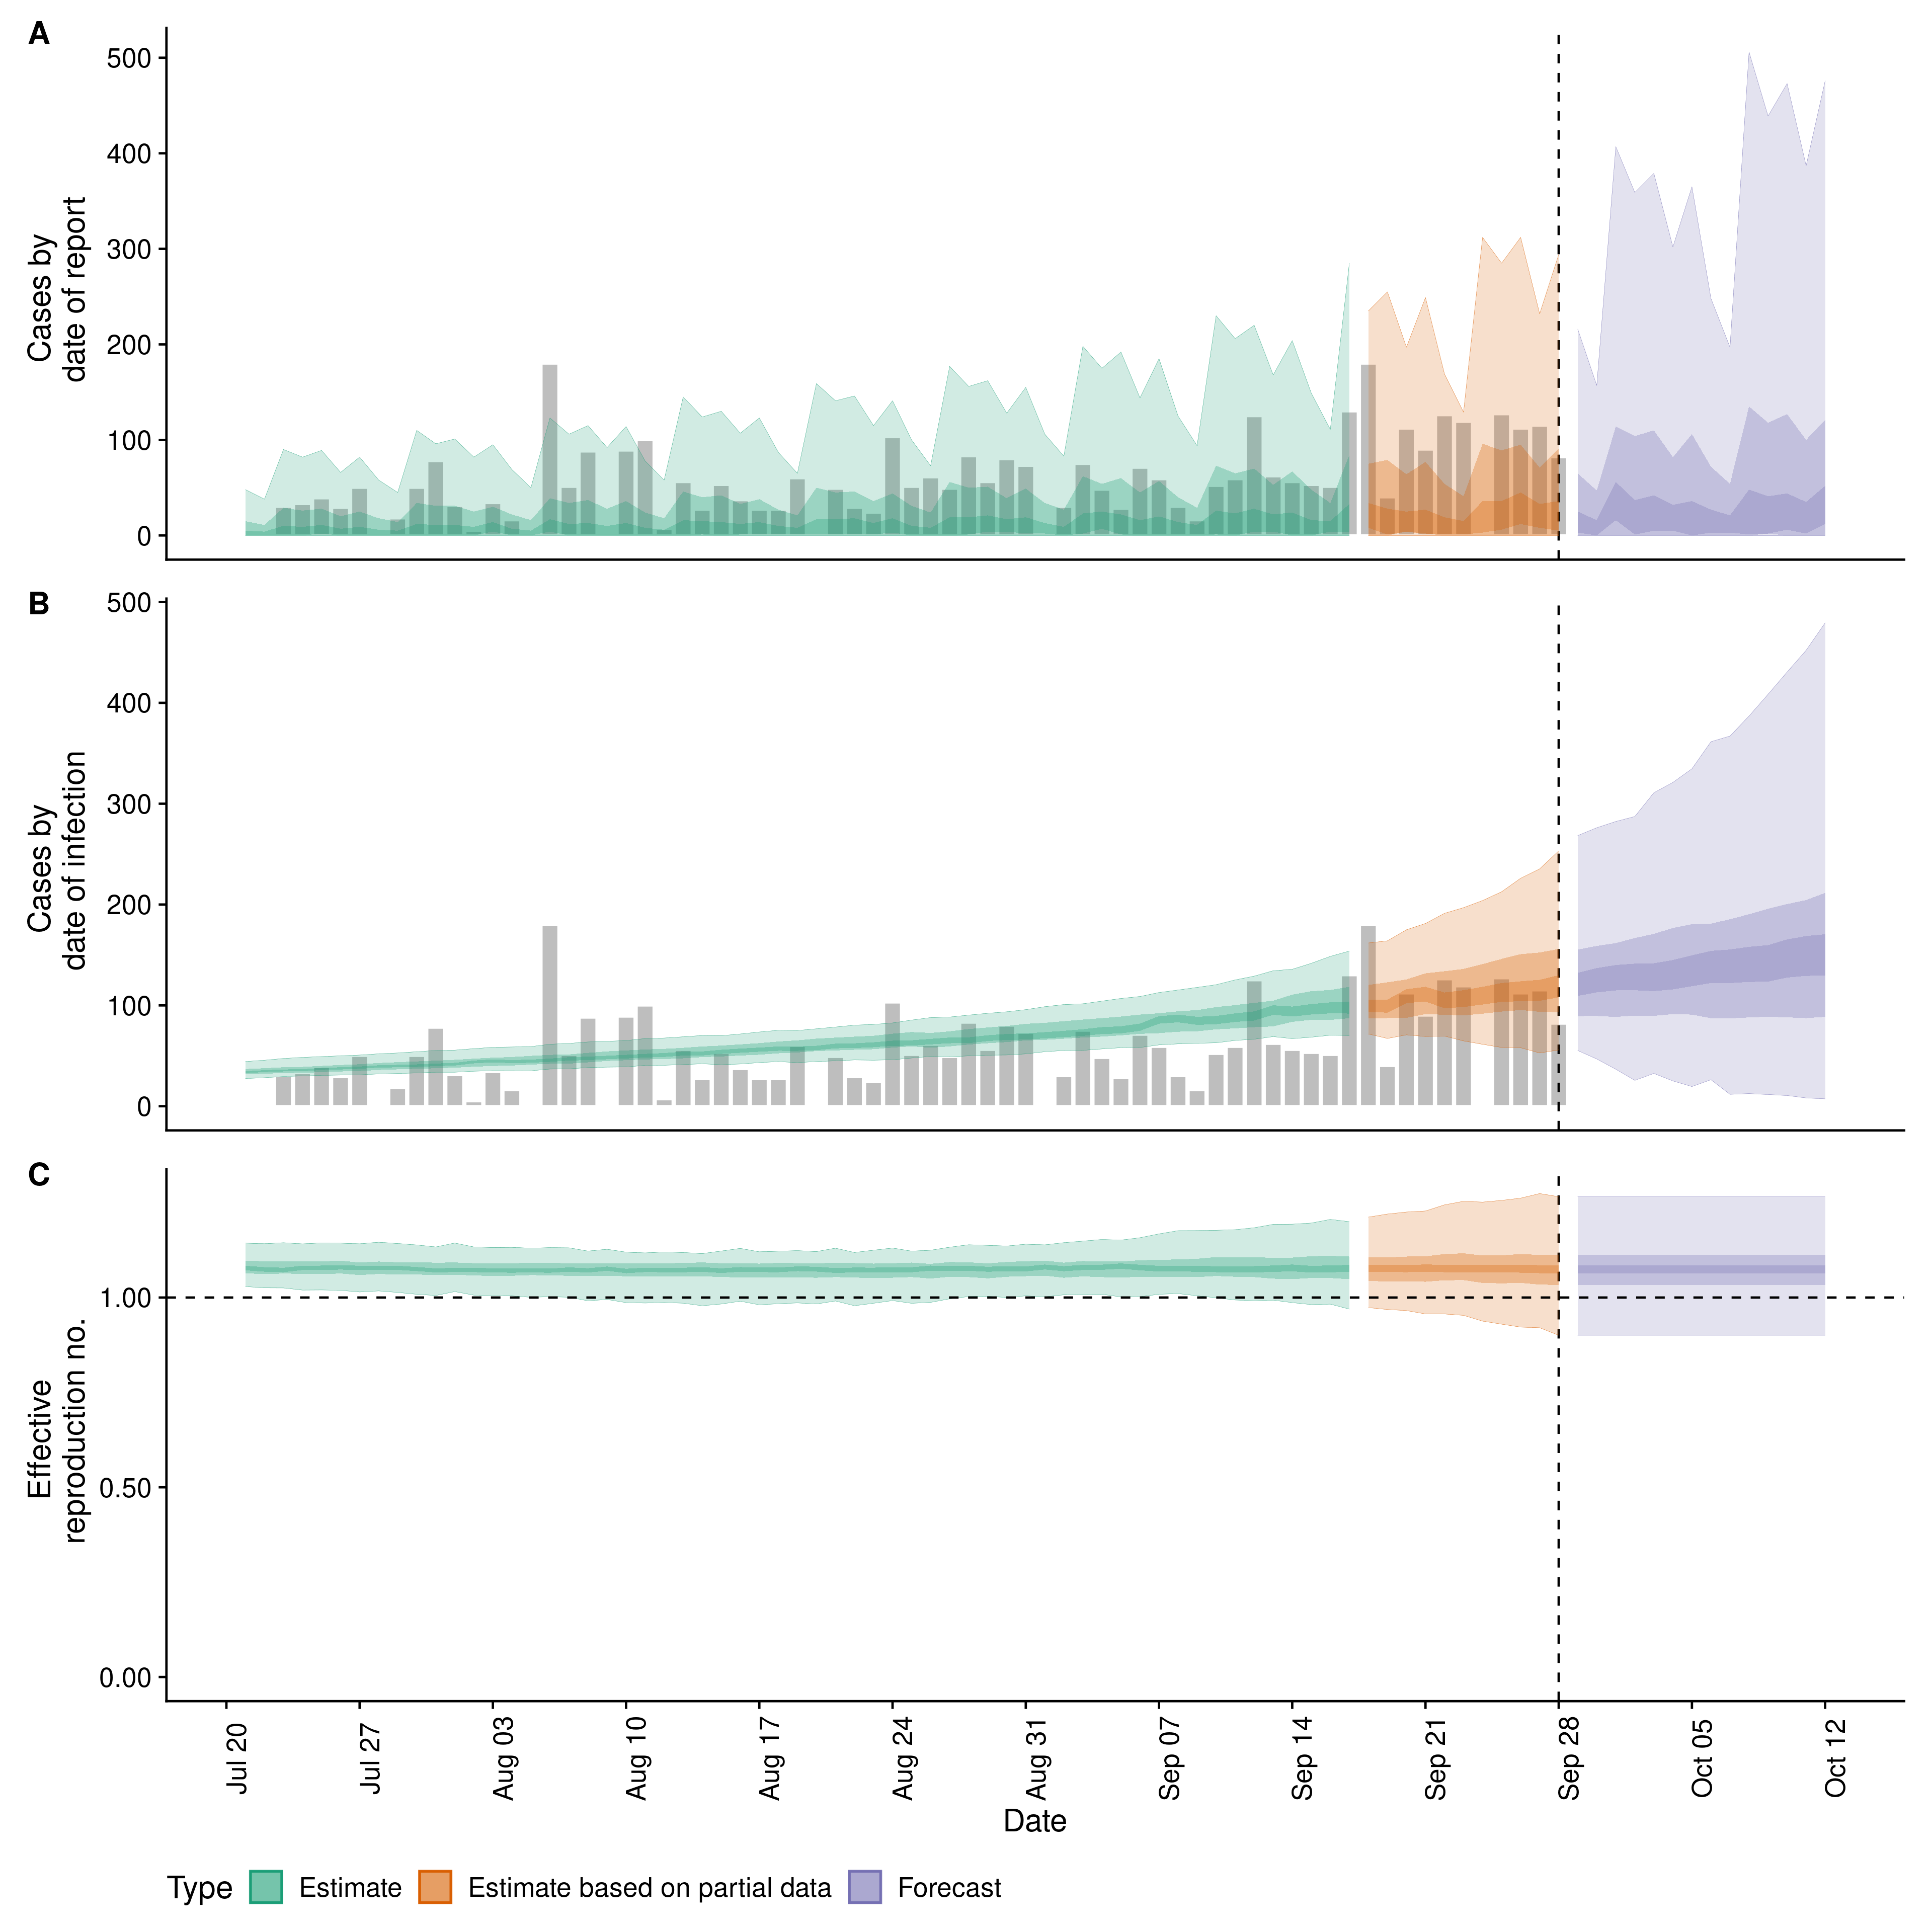 A
500
400
300
200
100
0
Cases by
date of report
B
500
400
300
200
100
0
Cases by
date of infection
C
1.00
0.50
0.00
Effective
reproduction no.
Jul 20
Jul 27
Aug 03
Aug 10
Aug 17
Aug 24
Aug 31
Sep 07
Sep 14
Sep 21
Sep 28
Oct 05
Oct 12
Date
Type Estimate Estimate based on partial data Forecast